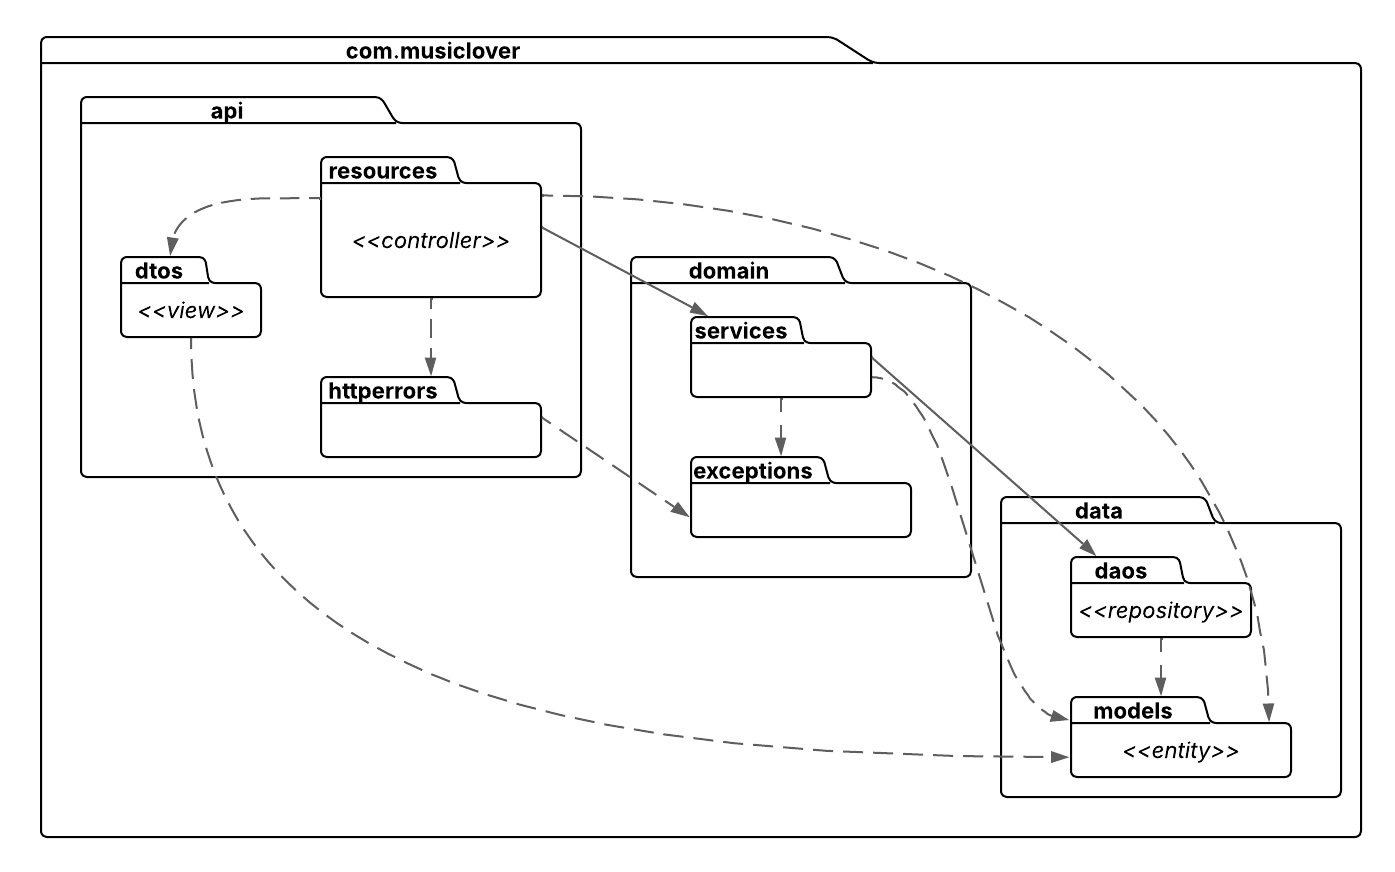 com.musiclover
api
resources
<<controller>>
dtos
<<view>>
httperrors
domain
services
exceptions
data
daos
<<repository>>
models
<<entity>>